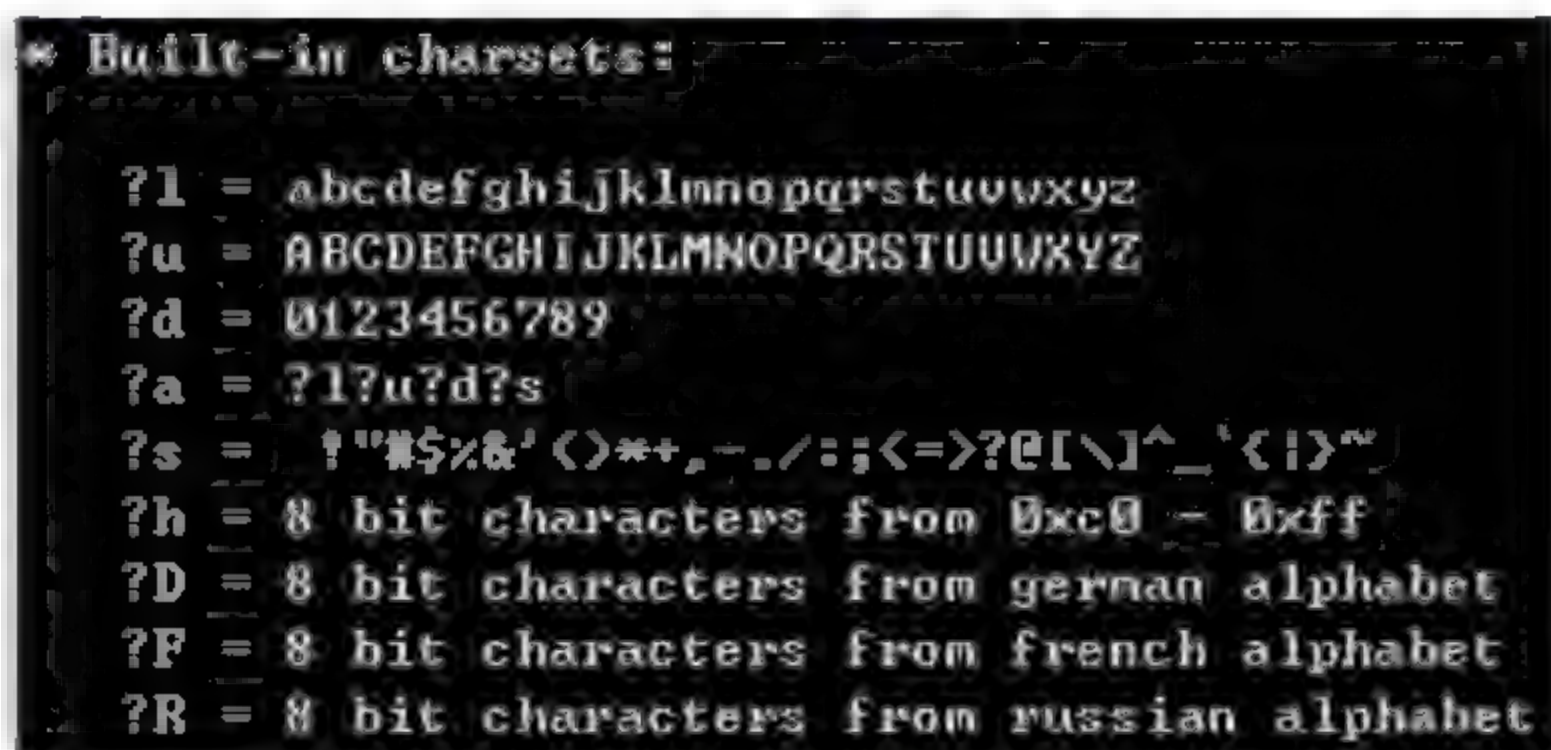 * Built-in charsets:
?l = abcdefghijklmnopqrstuvwxyz
?u = ABCDEFGHIJKLMNOPQRSTUVWXYZ
?d = 0123456789
?a = ?l?u?d?s
?s =  !"#$%&'()*+,-./:;<=>?@[\]^_`{|}~
?h = 8 bit characters from 0xc0 - 0xff
?D = 8 bit characters from german alphabet
?F = 8 bit characters from french alphabet
?R = 8 bit characters from russian alphabet